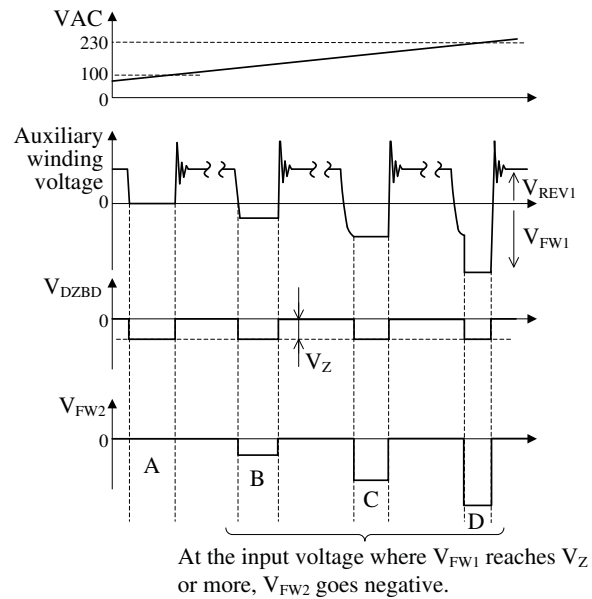 VAC
230
100
0
Auxiliary
winding
voltage
0
VREV1
VFW1
VDZBD
0
VZ
VFW2
0
A
B
C
D
At the input voltage where VFW1 reaches VZ
or more, VFW2 goes negative.